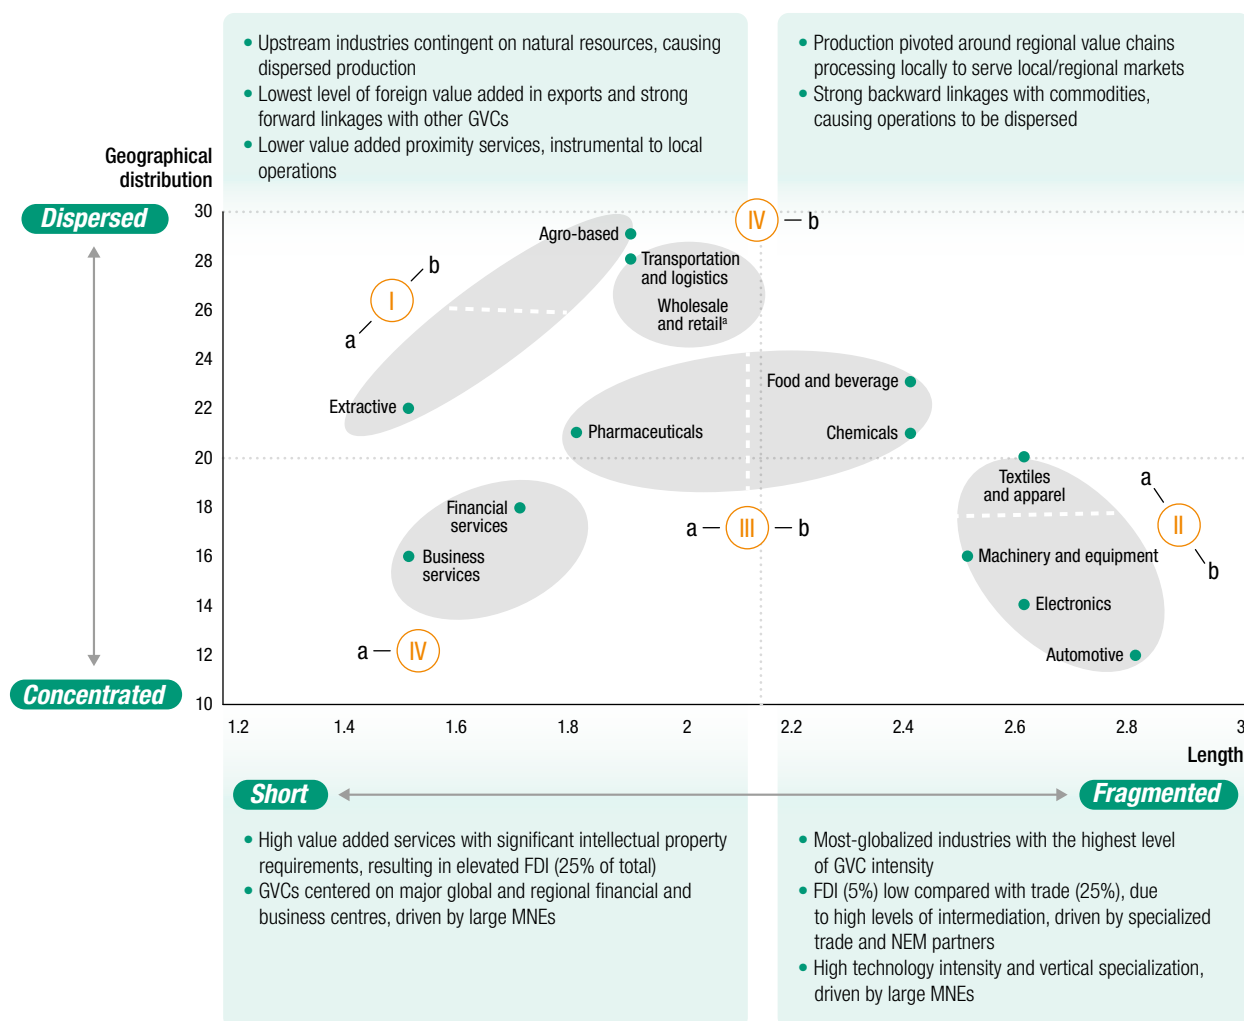 • Upstream industries contingent on natural resources, causing
dispersed production
• Lowest level of foreign value added in exports and strong
forward linkages with other GVCs
• Lower value added proximity services, instrumental to local
operations
• Production pivoted around regional value chains
processing locally to serve local/regional markets
• Strong backward linkages with commodities,
causing operations to be dispersed
Geographical
distribution
Dispersed
Concentrated
30
28
26
24
22
20
18
16
14
12
10
Agro-based
Transportation
and logistics
Wholesale
and retailª
IV
b
I
b
a
Extractive
Food and beverage
Pharmaceuticals
Chemicals
Textiles
and apparel
a
II
b
Financial
services
a
III
b
Business
services
Machinery and equipment
Electronics
a
IV
Automotive
1.2
1.4
1.6
1.8
2
2.2
2.4
2.6
2.8
3
Length
Short
Fragmented
• High value added services with significant intellectual property
requirements, resulting in elevated FDI (25% of total)
• GVCs centered on major global and regional financial and
business centres, driven by large MNEs
• Most-globalized industries with the highest level
of GVC intensity
• FDI (5%) low compared with trade (25%), due
to high levels of intermediation, driven by specialized
trade and NEM partners
• High technology intensity and vertical specialization,
driven by large MNEs